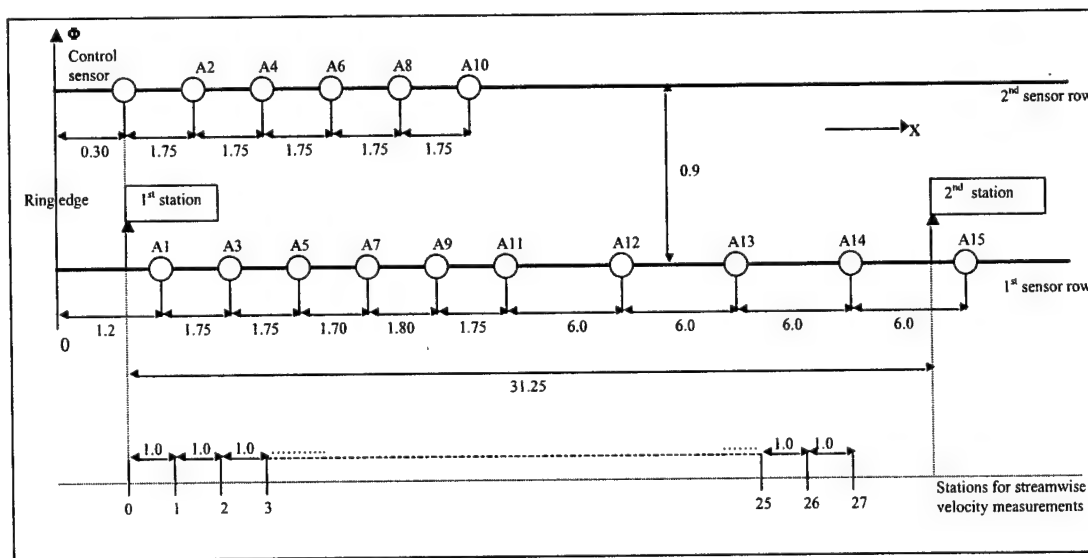 Φ
Control
sensor
A2 A4 A6 A8 A10
2nd sensor row
0.30 1.75 1.75 1.75 1.75 1.75
X
0.9
Ring edge
1st station
2nd station
A1 A3 A5 A7 A9 A11 A12 A13 A14 A15
1st sensor row
1.2 1.75 1.75 1.70 1.80 1.75 6.0 6.0 6.0 6.0
0
31.25
1.0 1.0 1.0 ......... ...... 1.0 1.0
0 1 2 3 25 26 27
Stations for streamwise
velocity measurements